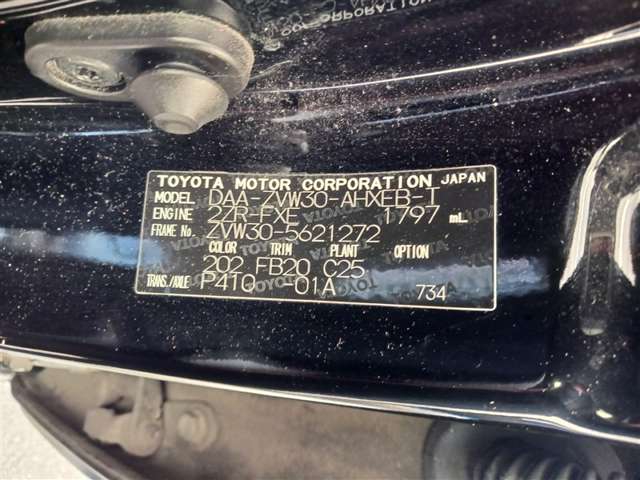 CORPORATION
TOYOTA MOTOR CORPORATION JAPAN
MODEL DAA-ZVW30-AHXEB-T
ENGINE 2ZR-FXE 1797 mL
FRAME No. ZVW30-5621272
COLOR TRIM PLANT OPTION
202 FB20 C25
TRANS./AXLE P410 -01A 734